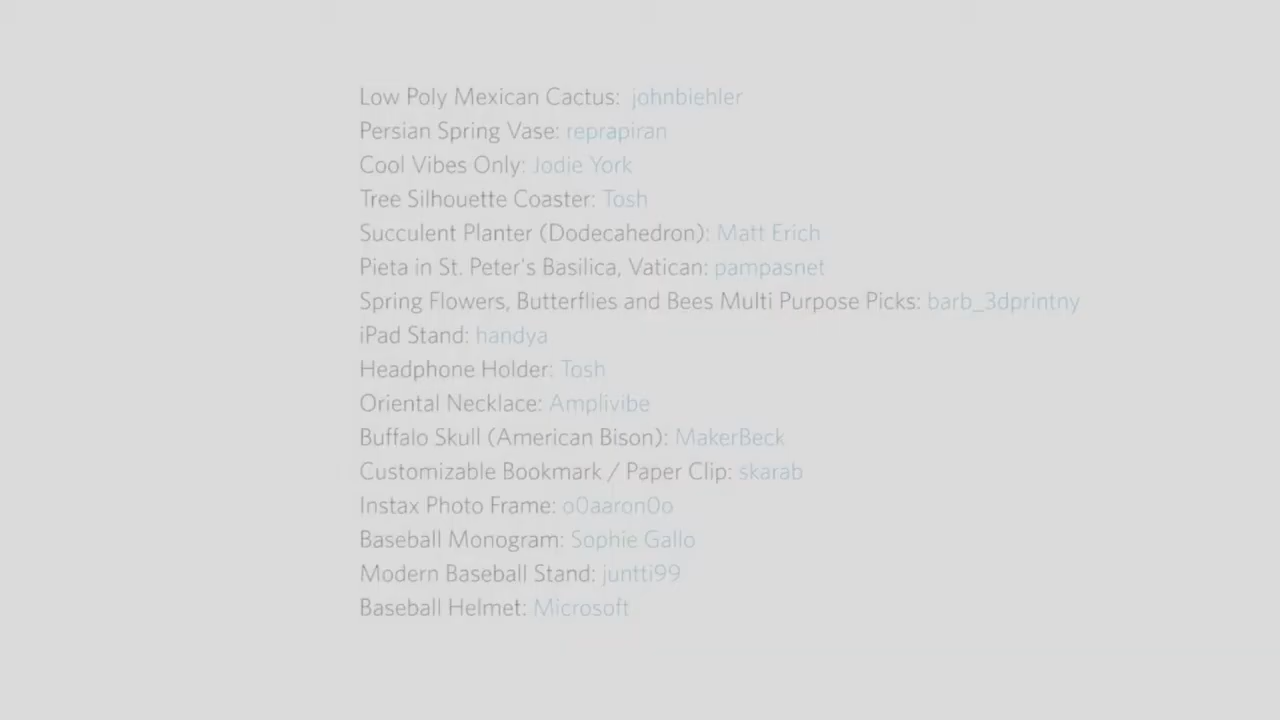 Low Poly Mexican Cactus: johnbiehler
Persian Spring Vase: reprapiran
Cool Vibes Only: Jodie York
Tree Silhouette Coaster: Tosh
Succulent Planter (Dodecahedron): Matt Erich
Pieta in St. Peter's Basilica, Vatican: pampasnet
Spring Flowers, Butterflies and Bees Multi Purpose Picks: barb_3dprintny
iPad Stand: handya
Headphone Holder: Tosh
Oriental Necklace: Amplivibe
Buffalo Skull (American Bison): MakerBeck
Customizable Bookmark / Paper Clip: skarab
Instax Photo Frame: o0aaron0o
Baseball Monogram: Sophie Gallo
Modern Baseball Stand: juntti99
Baseball Helmet: Microsoft